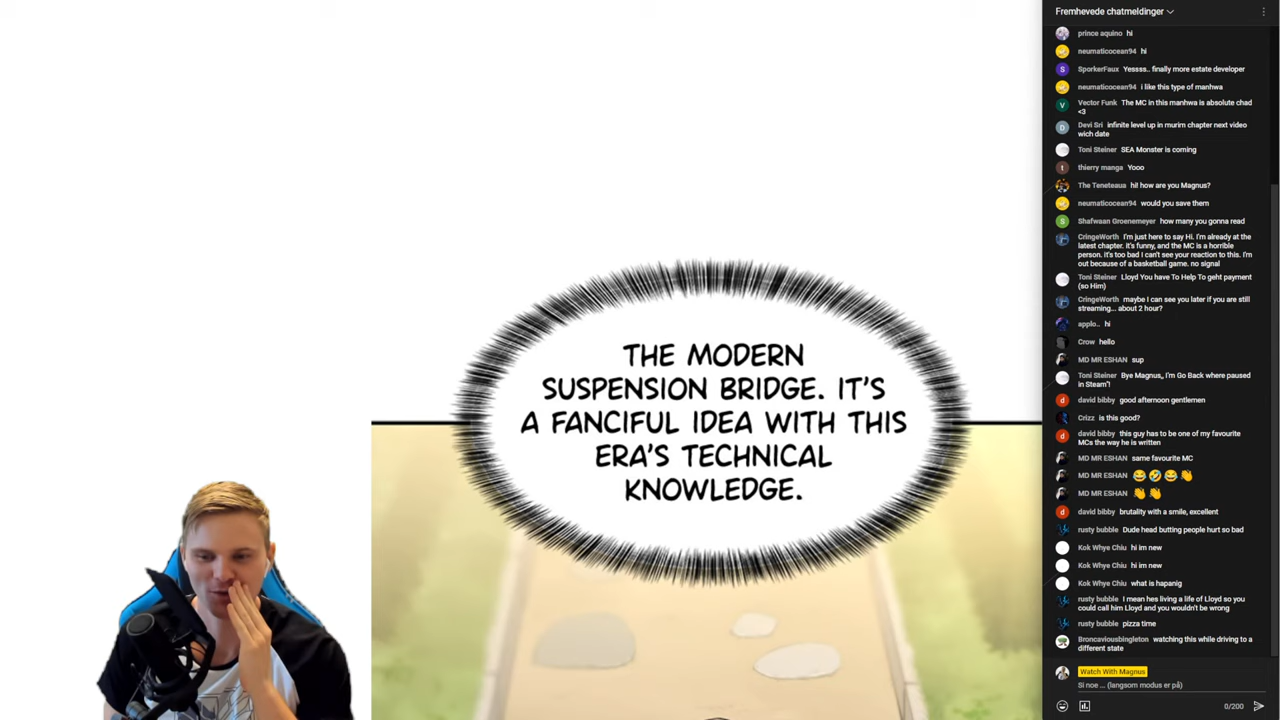 THE MODERN
SUSPENSION BRIDGE. IT'S
A FANCIFUL IDEA WITH THIS
ERA'S TECHNICAL
KNOWLEDGE.
Fremhevede chatmeldinger
prince aquino hi
neumaticocean94 hi
S SporkerFaux Yessss.. finally more estate developer
neumaticocean94 i like this type of manhwa
V Vector Funk The MC in this manhwa is absolute chad
<3
D Devi Sri infinite level up in murim chapter next video
wich date
Toni Steiner SEA Monster is coming
t thierry manga Yooo
The Teneteaua hi! how are you Magnus?
neumaticocean94 would you save them
S Shafwaan Groenemeyer how many you gonna read
CringeWorth I'm just here to say Hi. I'm already at the
latest chapter. it's funny, and the MC is a horrible
person. it's too bad I can't see your reaction to this. I'm
out because of a basketball game. no signal
Toni Steiner Lloyd You have To Help To geht payment
(so Him)
CringeWorth maybe I can see you later if you are still
streaming... about 2 hour?
applo.. hi
Crow hello
MD MR ESHAN sup
Toni Steiner Bye Magnus,, I'm Go Back where paused
in Steam"!
d david bibby good afternoon gentlemen
Crizz is this good?
d david bibby this guy has to be one of my favourite
MCs the way he is written
MD MR ESHAN same favourite MC
MD MR ESHAN 😂🤣😂👏
MD MR ESHAN 👏👏
d david bibby brutality with a smile, excellent
rusty bubble Dude head butting people hurt so bad
Kok Whye Chiu hi im new
Kok Whye Chiu hi im new
Kok Whye Chiu what is hapanig
rusty bubble I mean hes living a life of Lloyd so you
could call him Lloyd and you wouldn't be wrong
rusty bubble pizza time
Broncaviousbingleton watching this while driving to a
different state
Watch With Magnus
Si noe ... (langsom modus er på)
0/200